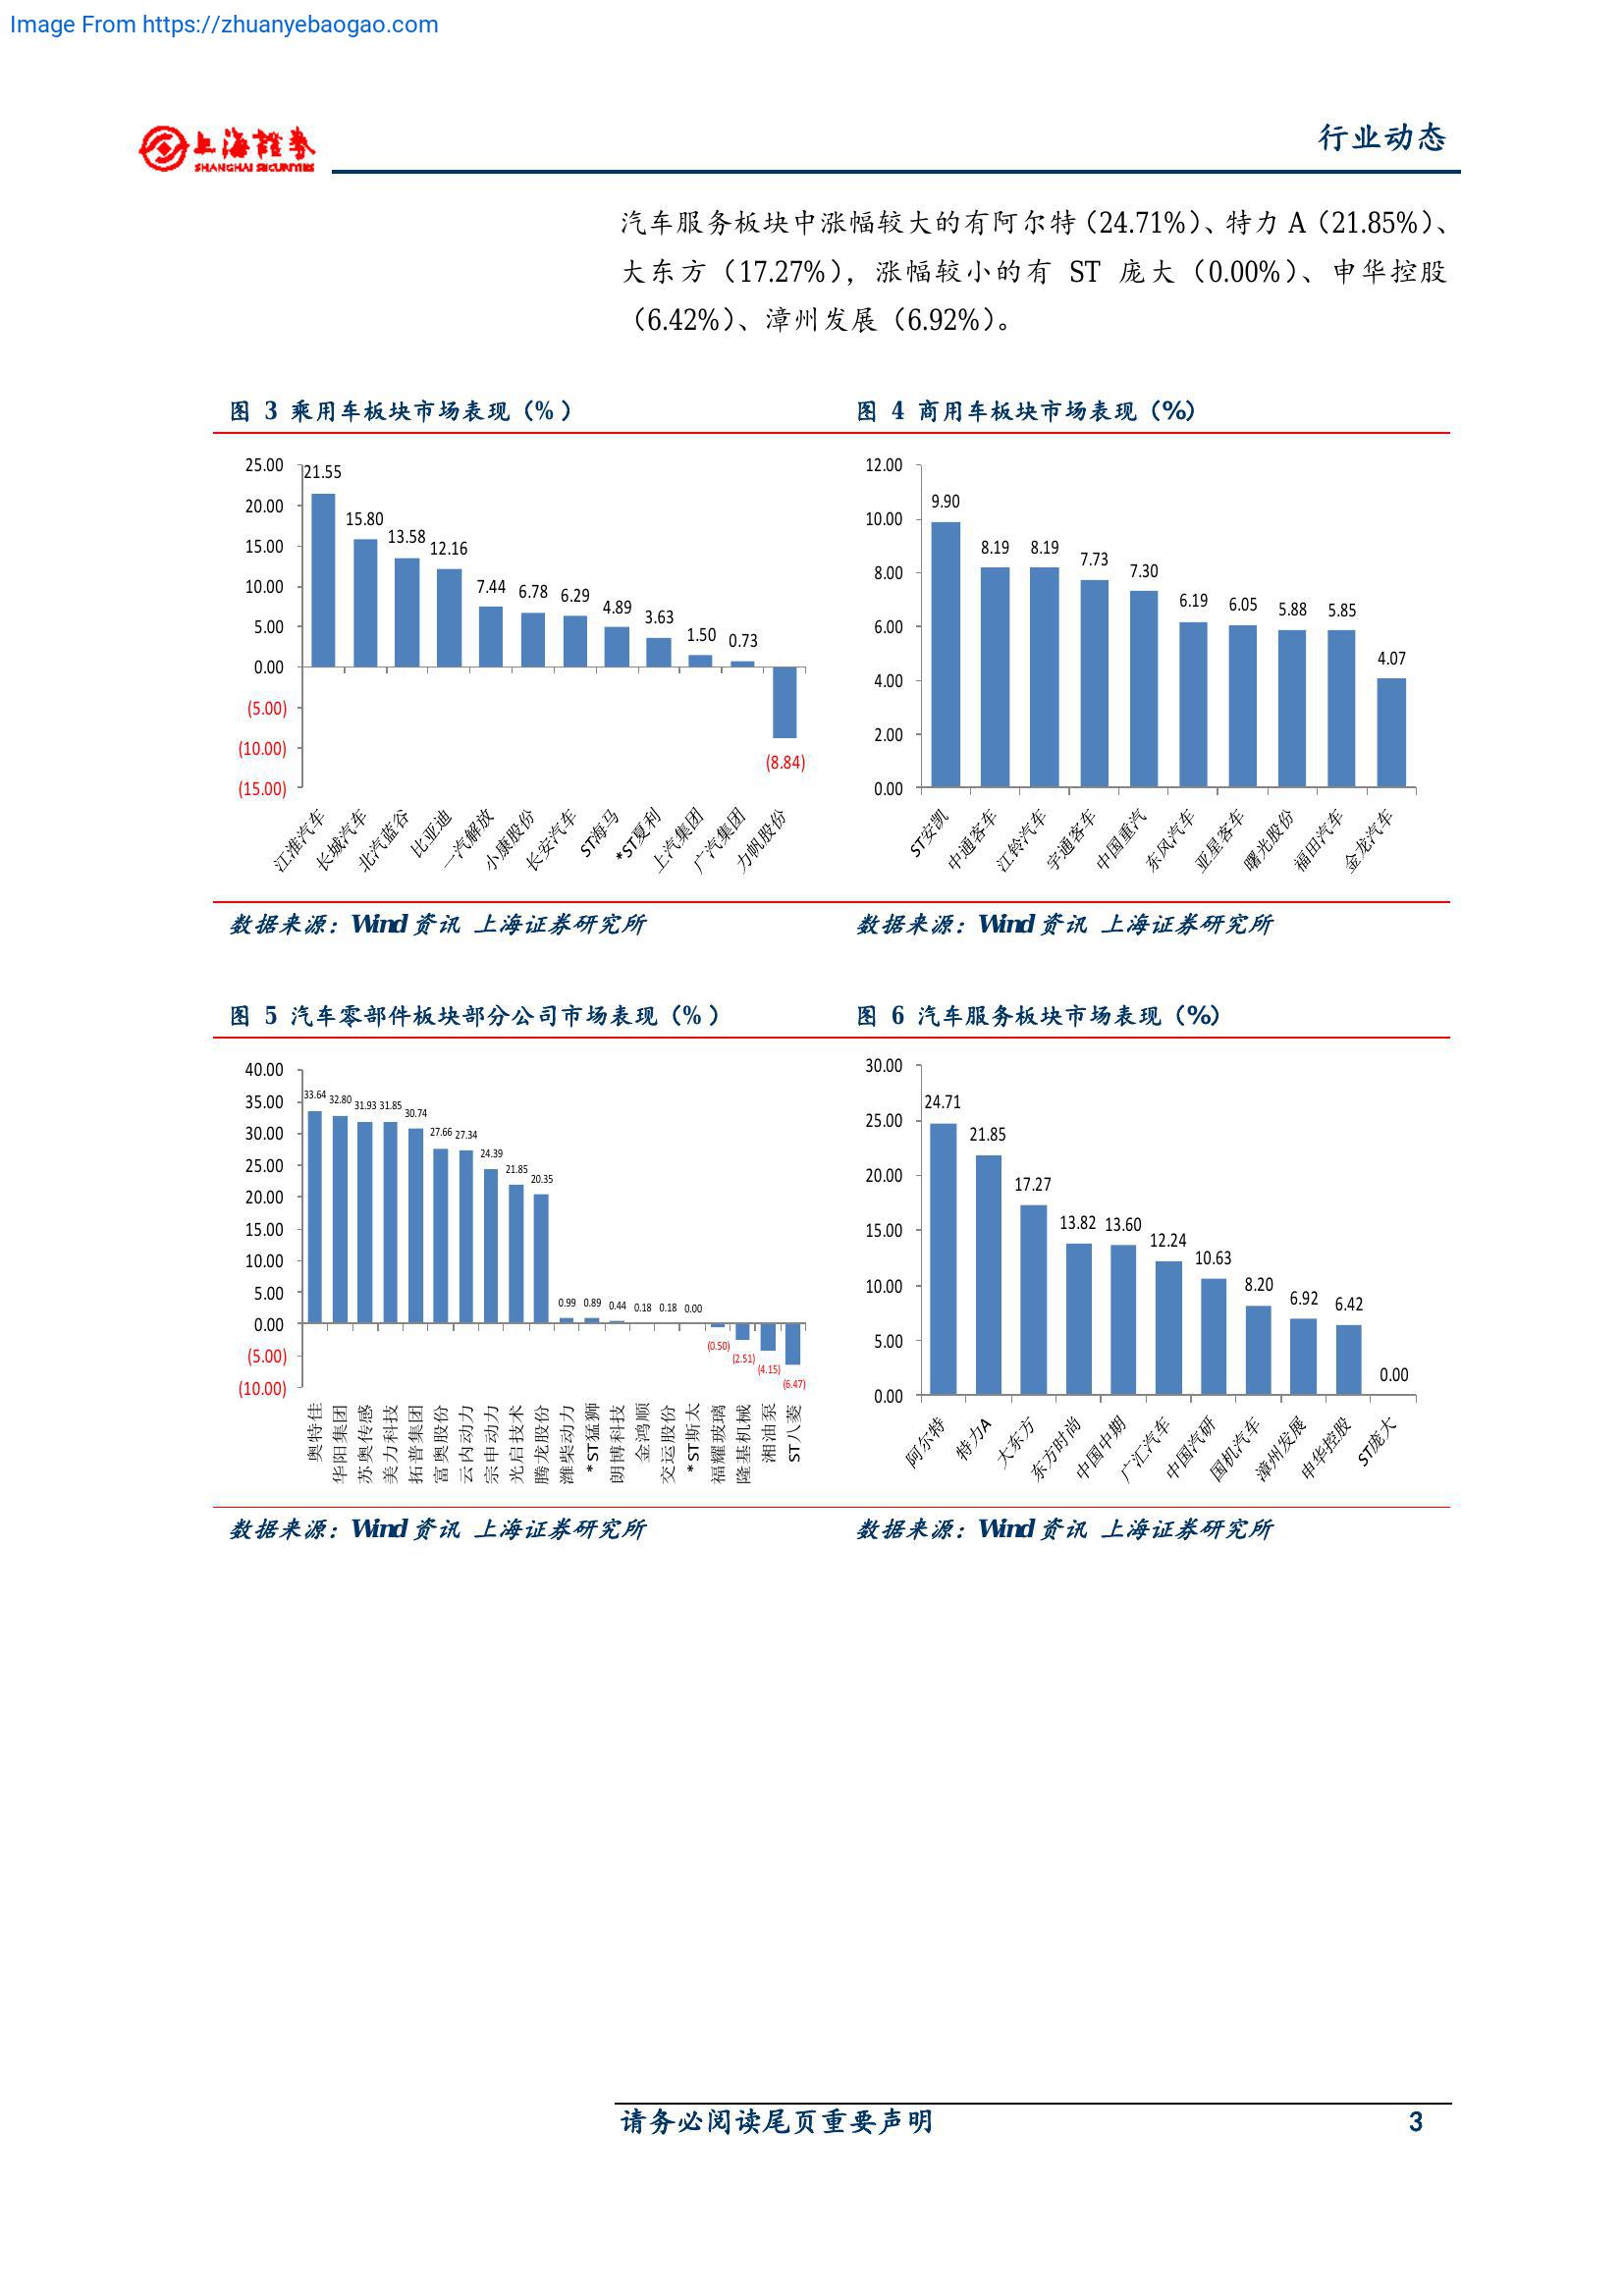 Image From https://zhuanyebaogao.com
上海證券
SHANGHAI SECURITIES
行业动态
汽车服务板块中涨幅较大的有阿尔特（24.71%）、特力 A（21.85%）、
大东方（17.27%），涨幅较小的有 ST 庞大（0.00%）、申华控股
（6.42%）、漳州发展（6.92%）。
图 3 乘用车板块市场表现（%）
25.00
20.00
15.00
10.00
5.00
0.00
(5.00)
(10.00)
(15.00)
21.55
15.80
13.58
12.16
7.44
6.78
6.29
4.89
3.63
1.50
0.73
(8.84)
江淮汽车
长城汽车
北汽蓝谷
比亚迪
一汽解放
小康股份
长安汽车
ST海马
*ST夏利
上汽集团
广汽集团
力帆股份
数据来源：Wind 资讯 上海证券研究所
图 4 商用车板块市场表现（%）
12.00
10.00
8.00
6.00
4.00
2.00
0.00
9.90
8.19
8.19
7.73
7.30
6.19
6.05
5.88
5.85
4.07
ST安凯
中通客车
江铃汽车
宇通客车
中国重汽
东风汽车
亚星客车
曙光股份
福田汽车
金龙汽车
数据来源：Wind 资讯 上海证券研究所
图 5 汽车零部件板块部分公司市场表现（%）
40.00
35.00
30.00
25.00
20.00
15.00
10.00
5.00
0.00
(5.00)
(10.00)
33.64
32.80
31.93
31.85
30.74
27.66
27.34
24.39
21.85
20.35
0.99
0.89
0.44
0.18
0.18
0.00
(0.50)
(2.51)
(4.15)
(6.47)
奥特佳
华阳集团
苏奥传感
美力科技
拓普集团
富奥股份
云内动力
宗申动力
光启技术
腾龙股份
潍柴动力
*ST猛狮
朗博科技
金鸿顺
交运股份
*ST斯太
福耀玻璃
隆基机械
湘油泵
ST八菱
数据来源：Wind 资讯 上海证券研究所
图 6 汽车服务板块市场表现（%）
30.00
25.00
20.00
15.00
10.00
5.00
0.00
24.71
21.85
17.27
13.82
13.60
12.24
10.63
8.20
6.92
6.42
0.00
阿尔特
特力A
大东方
东方时尚
中国中期
广汇汽车
中国汽研
国机汽车
漳州发展
申华控股
ST庞大
数据来源：Wind 资讯 上海证券研究所
请务必阅读尾页重要声明
3